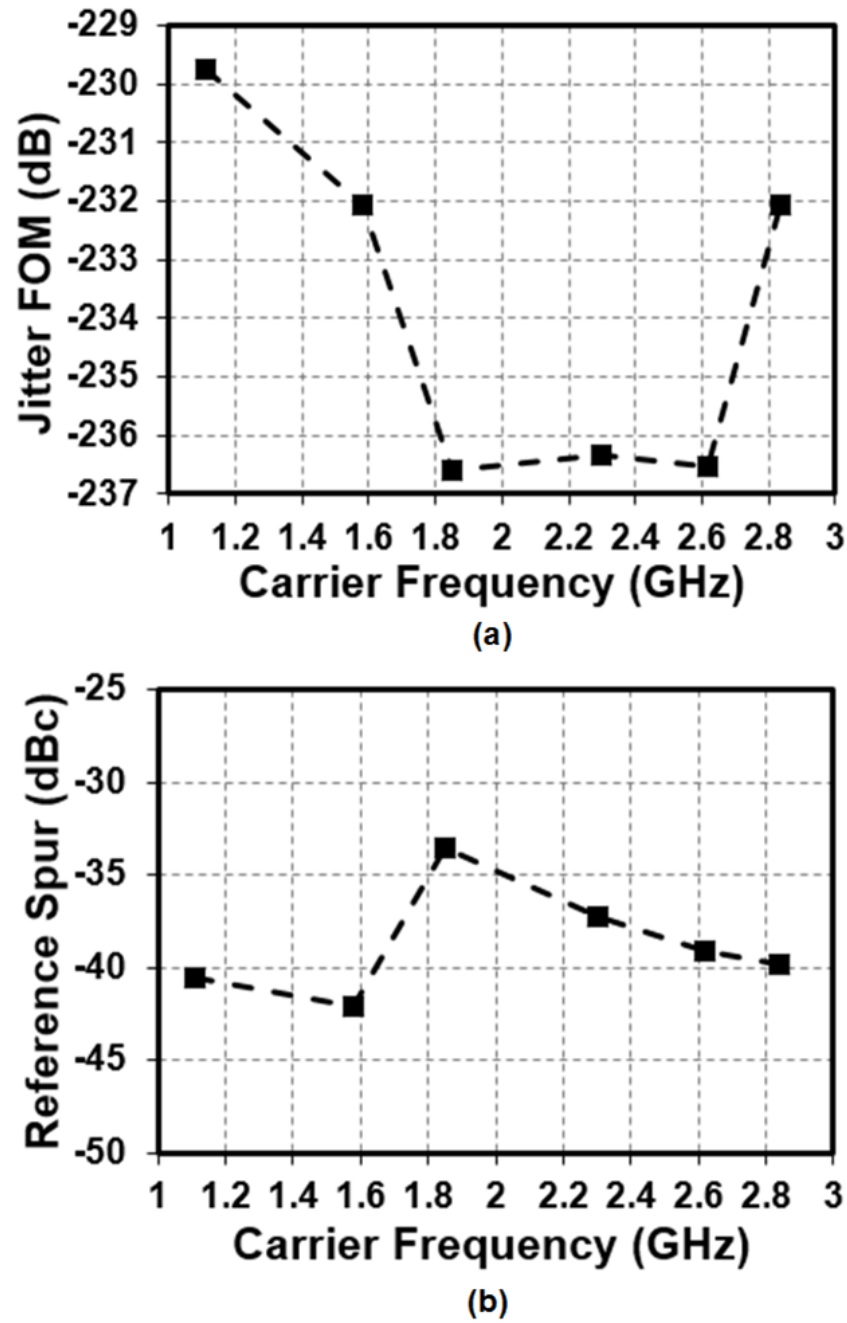 -229
-230
-231
-232
-233
-234
-235
-236
-237
Jitter FOM (dB)
1 1.2 1.4 1.6 1.8 2 2.2 2.4 2.6 2.8 3
Carrier Frequency (GHz)
(a)
-25
-30
-35
-40
-45
-50
Reference Spur (dBc)
1 1.2 1.4 1.6 1.8 2 2.2 2.4 2.6 2.8 3
Carrier Frequency (GHz)
(b)